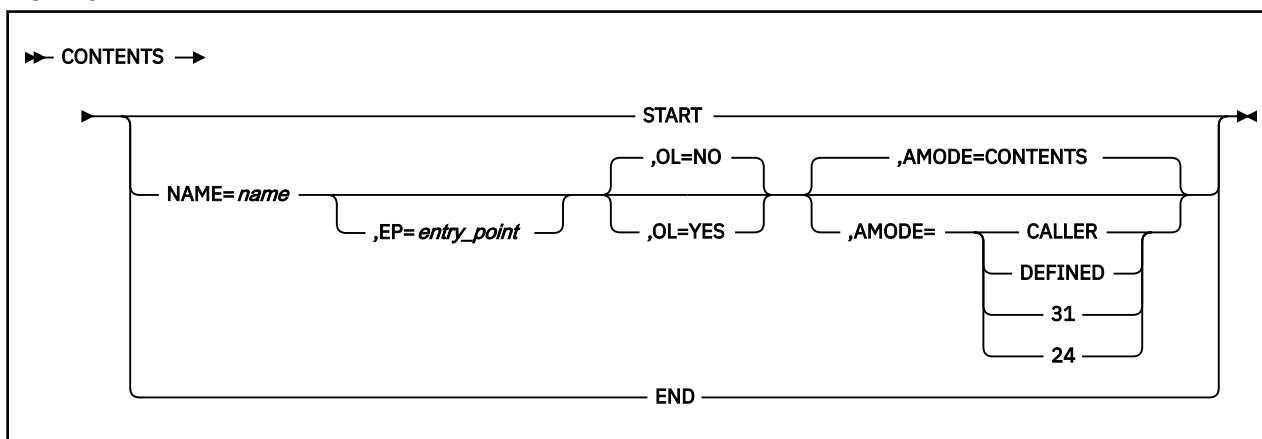 CONTENTS
START
NAME=name
,EP=entry_point
,OL=NO
,OL=YES
,AMODE=CONTENTS
,AMODE=
CALLER
DEFINED
31
24
END